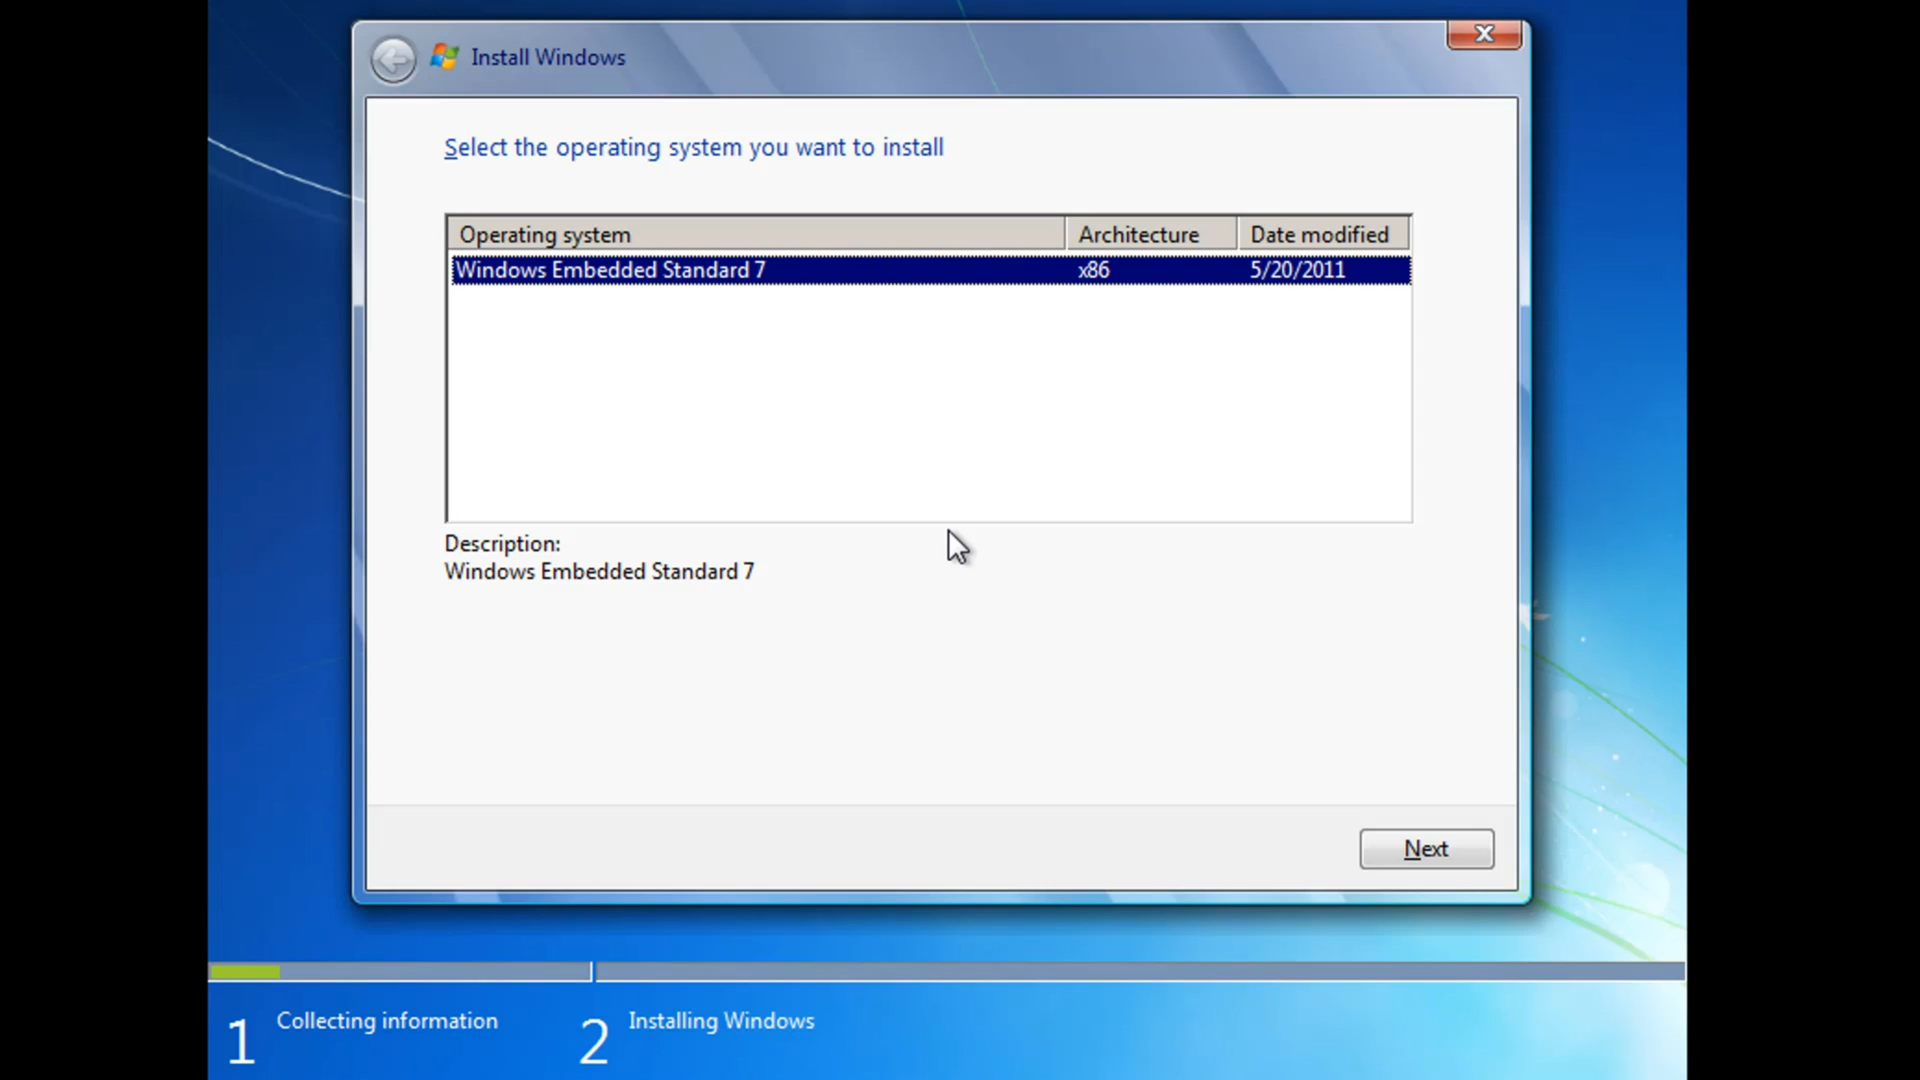 Install Windows
Select the operating system you want to install
Operating system Architecture Date modified
Windows Embedded Standard 7 x86 5/20/2011
Description:
Windows Embedded Standard 7
Next
1 Collecting information 2 Installing Windows